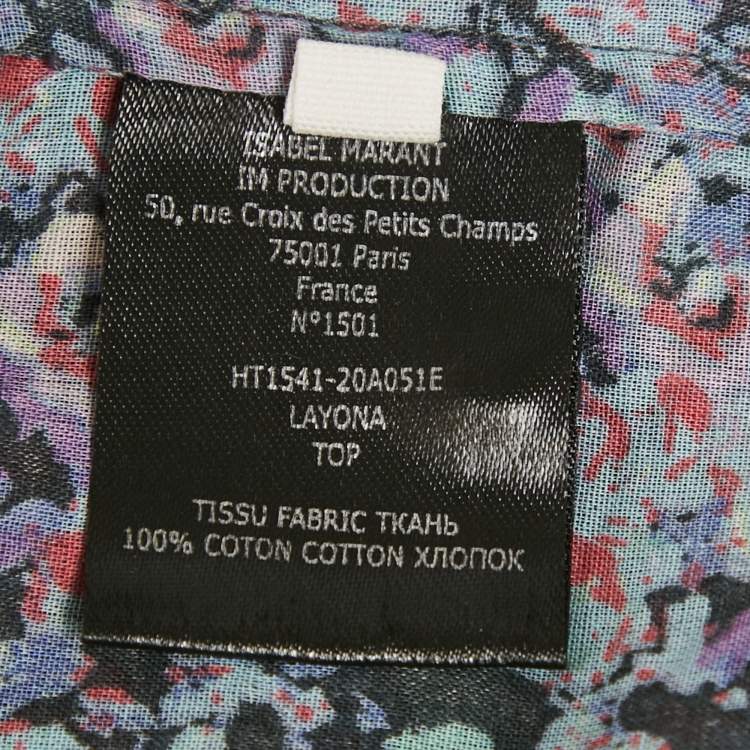 ISABEL MARANT
IM PRODUCTION
50, rue Croix des Petits Champs
75001 Paris
France
N°1501
HT1541-20A051E
LAYONA
TOP
TISSU FABRIC ТКАНЬ
100% COTON COTTON ХЛОПОК